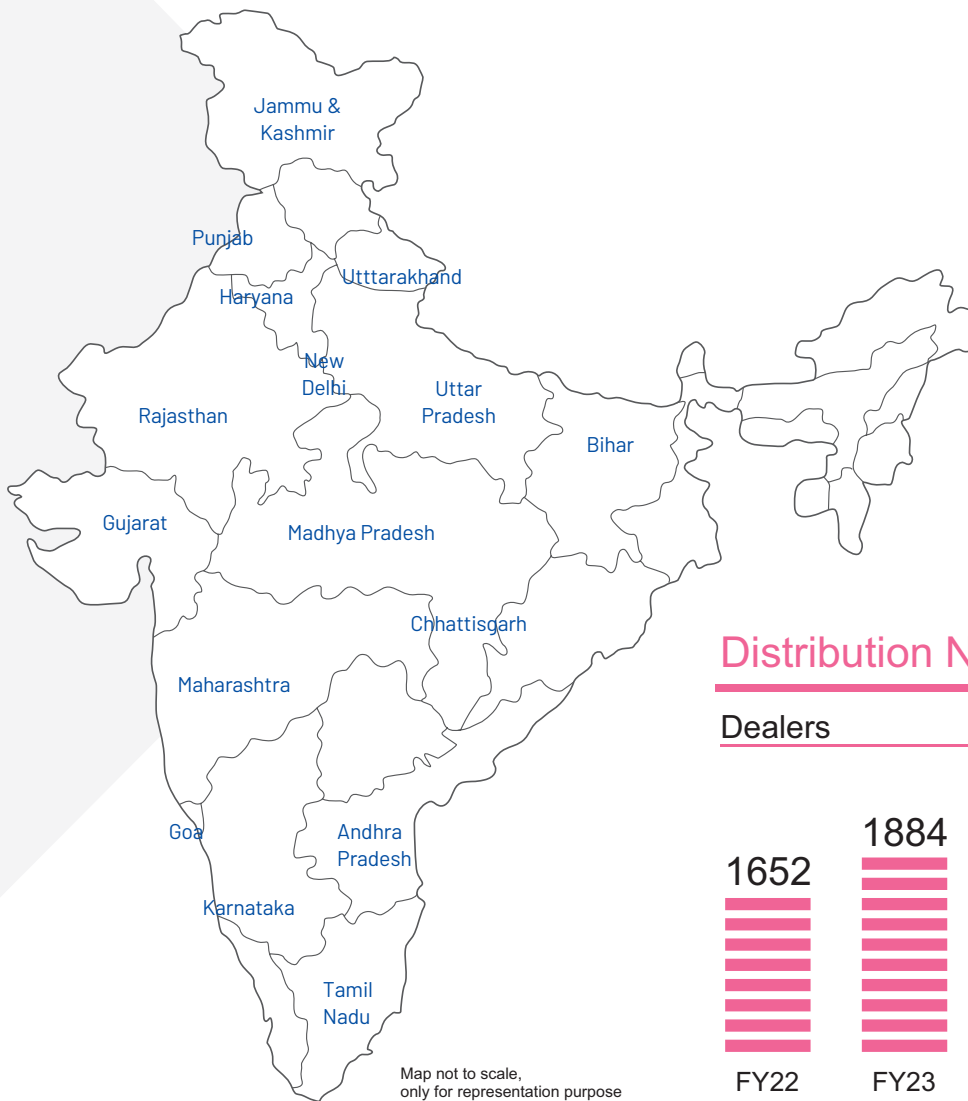 Jammu &
Kashmir
Punjab
Utttarakhand
Haryana
New
Delhi
Uttar
Pradesh
Rajasthan
Bihar
Gujarat
Madhya Pradesh
Chhattisgarh
Maharashtra
Goa
Andhra
Pradesh
Karnataka
Tamil
Nadu
Map not to scale,
only for representation purpose
Distribution N
Dealers
1652
1884
FY22
FY23